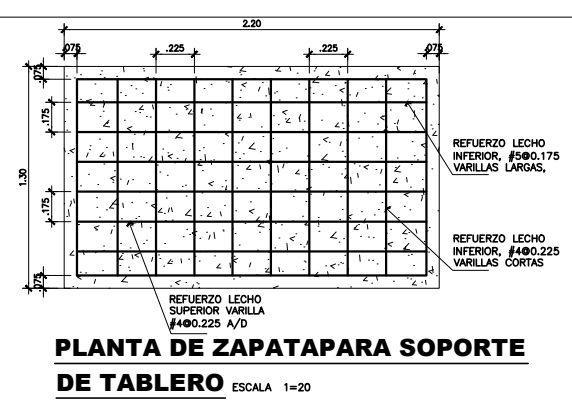 2.20
.075
.225
.225
.075
.075
.175
1.30
.175
.075
REFUERZO LECHO
INFERIOR, #5@0.175
VARILLAS LARGAS,
REFUERZO LECHO
INFERIOR, #4@0.225
VARILLAS CORTAS
REFUERZO LECHO
SUPERIOR VARILLA
#4@0.225 A/D
PLANTA DE ZAPATAPARA SOPORTE
DE TABLERO ESCALA 1=20